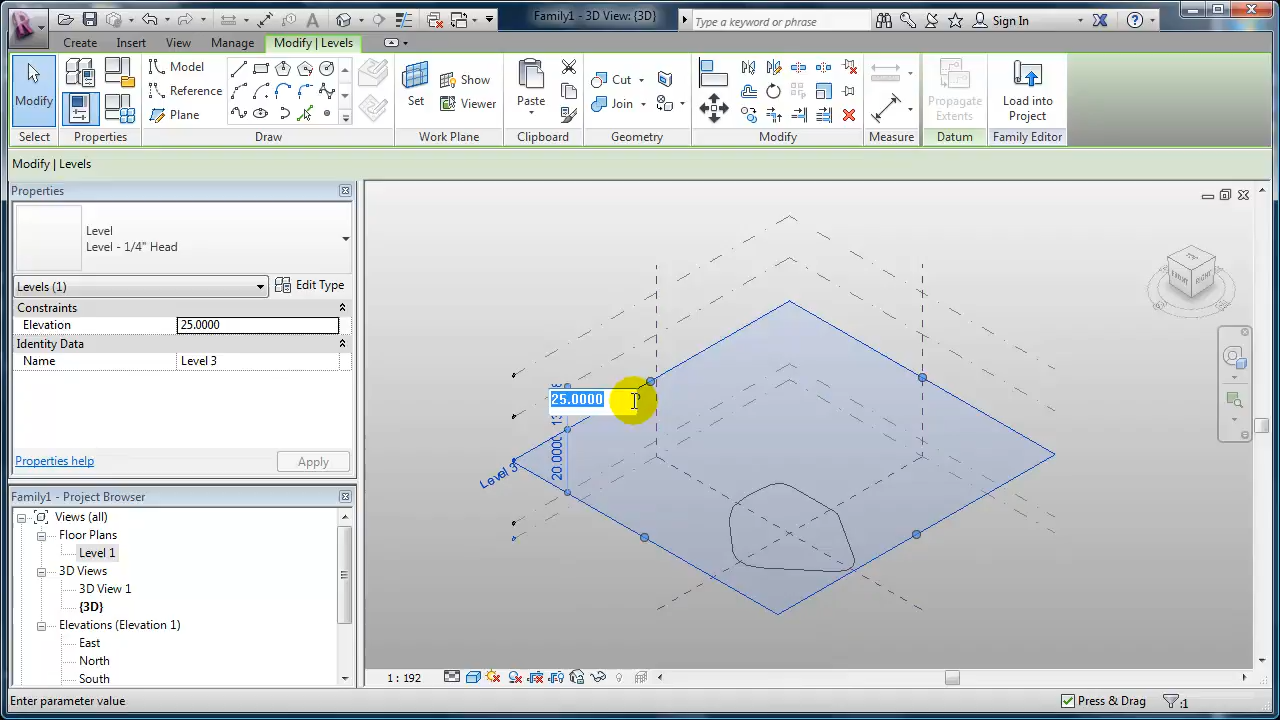 Family1 - 3D View: {3D}
Type a keyword or phrase
Sign In
Create
Insert
View
Manage
Modify | Levels
Modify
Select
Properties
Model
Reference
Plane
Draw
Set
Show
Viewer
Work Plane
Paste
Clipboard
Cut
Join
Geometry
Modify
Measure
Propagate
Extents
Datum
Load into
Project
Family Editor
Modify | Levels
Properties
Level
Level - 1/4" Head
Levels (1)
Edit Type
Constraints
Elevation
25.0000
Identity Data
Name
Level 3
Properties help
Apply
Family1 - Project Browser
Views (all)
Floor Plans
Level 1
3D Views
3D View 1
{3D}
Elevations (Elevation 1)
East
North
South
25.0000
20.0000
Level 3
TOP
FRONT
RIGHT
1 : 192
Enter parameter value
Press & Drag
:1